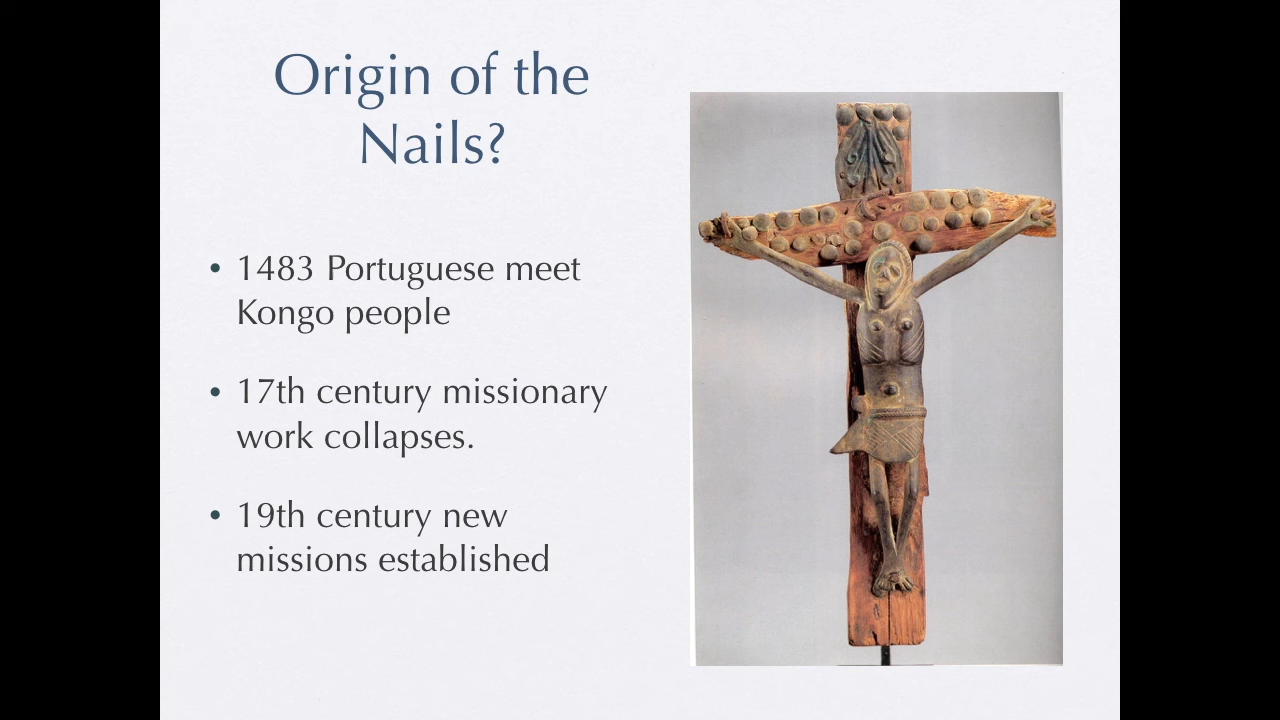 Origin of the
Nails?
• 1483 Portuguese meet
Kongo people
• 17th century missionary
work collapses.
• 19th century new
missions established